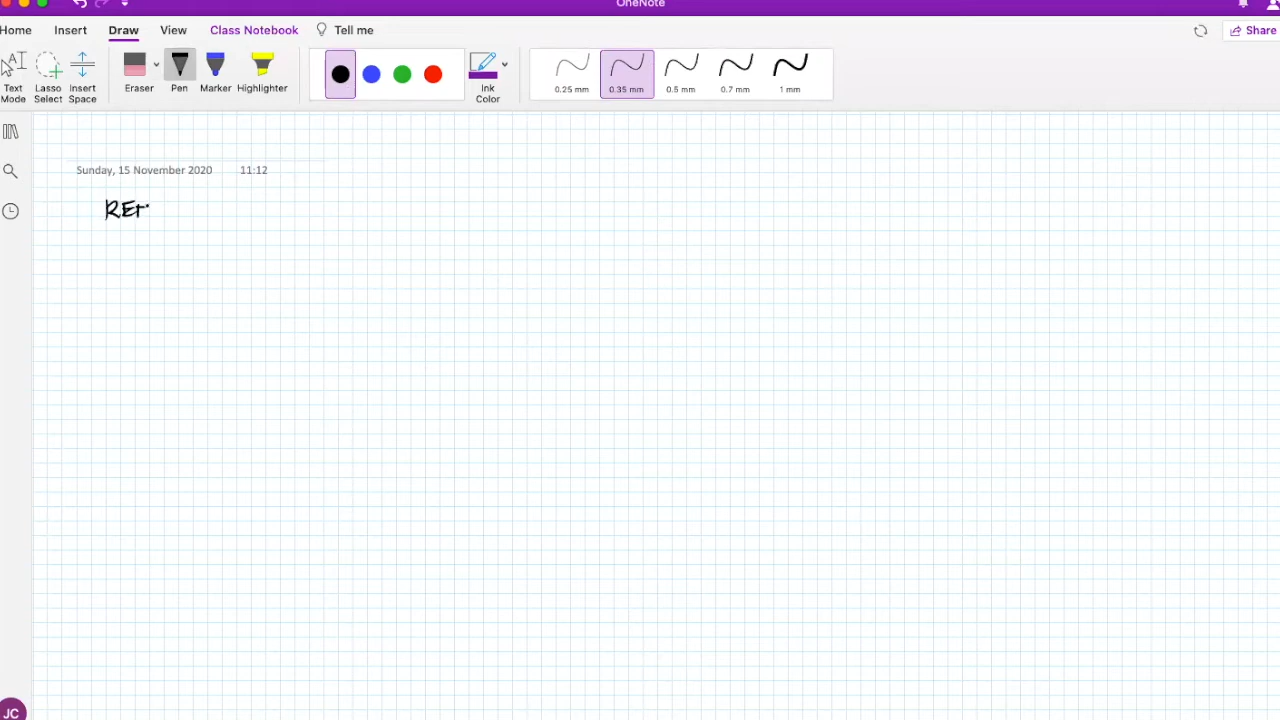 OneNote
Home Insert Draw View Class Notebook Tell me Share
Text Mode
Lasso Select
Insert Space
Eraser
Pen
Marker
Highlighter
Ink Color
0.25 mm
0.35 mm
0.5 mm
0.7 mm
1 mm
Sunday, 15 November 2020 11:12
JC